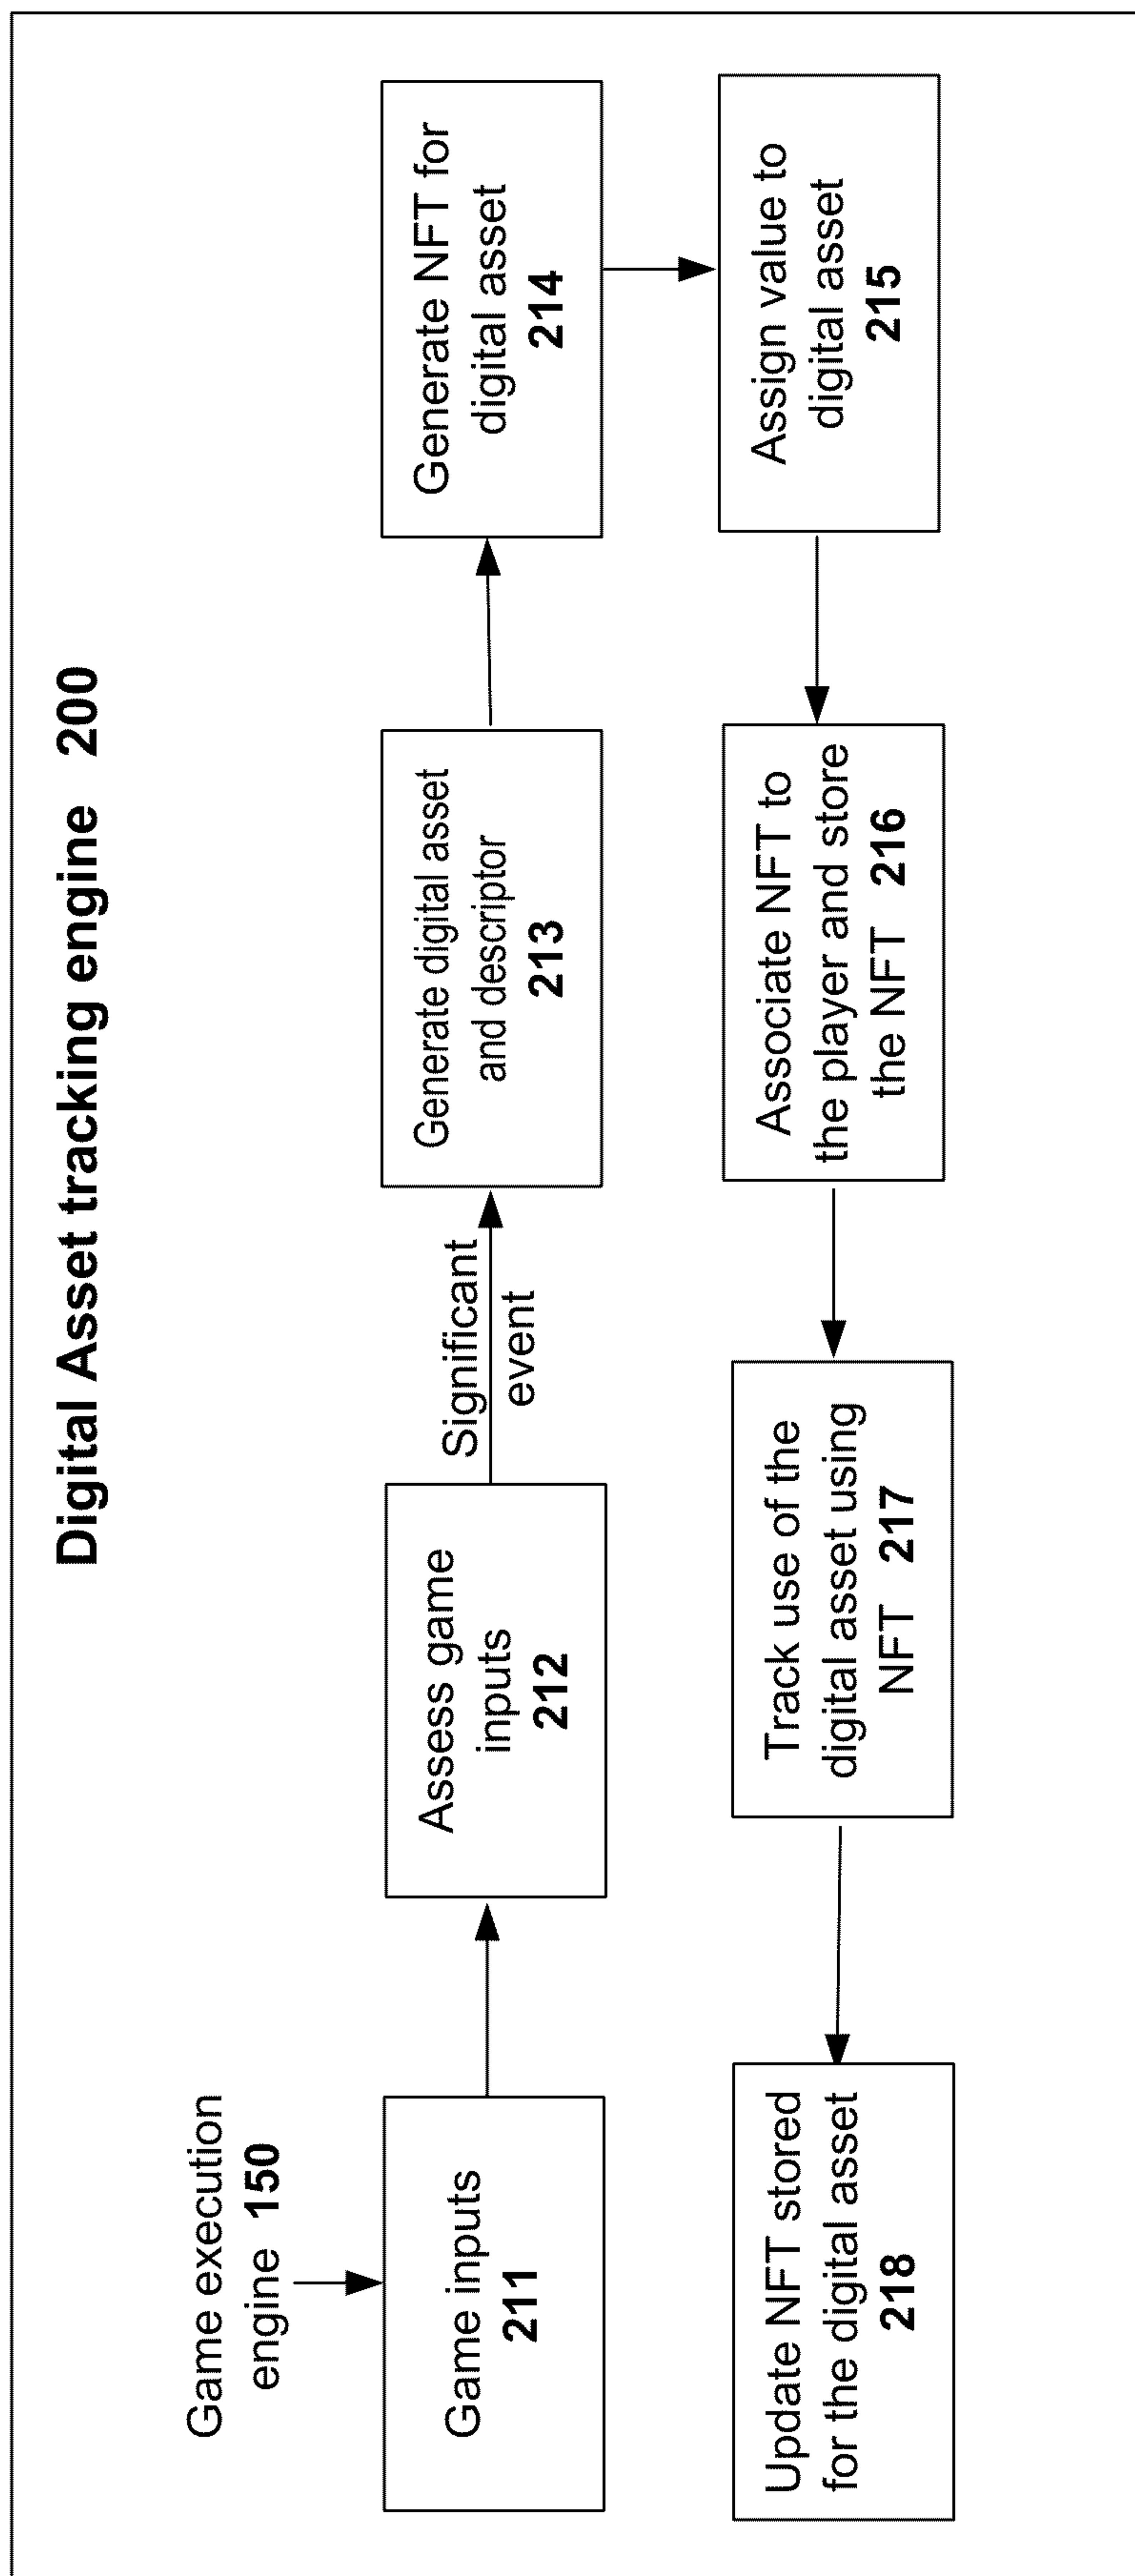 Digital Asset tracking engine 200
Game execution
engine 150
Game inputs
211
Assess game
inputs
212
Significant
event
Generate digital asset
and descriptor
213
Generate NFT for
digital asset
214
Assign value to
digital asset
215
Associate NFT to
the player and store
the NFT 216
Track use of the
digital asset using
NFT 217
Update NFT stored
for the digital asset
218